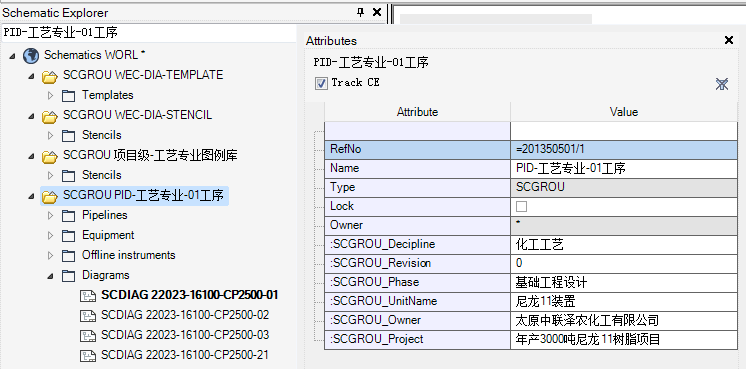 Schematic Explorer
PID-工艺专业-01工序
Schematics WORL *
SCGROU WEC-DIA-TEMPLATE
Templates
SCGROU WEC-DIA-STENCIL
Stencils
SCGROU 项目级-工艺专业图例库
Stencils
SCGROU PID-工艺专业-01工序
Pipelines
Equipment
Offline instruments
Diagrams
SCDIAG 22023-16100-CP2500-01
SCDIAG 22023-16100-CP2500-02
SCDIAG 22023-16100-CP2500-03
SCDIAG 22023-16100-CP2500-21
Attributes
PID-工艺专业-01工序
Track CE
Attribute Value
RefNo =201350501/1
Name PID-工艺专业-01工序
Type SCGROU
Lock
Owner *
:SCGROU_Decipline 化工工艺
:SCGROU_Revision 0
:SCGROU_Phase 基础工程设计
:SCGROU_UnitName 尼龙11装置
:SCGROU_Owner 太原中联泽农化工有限公司
:SCGROU_Project 年产3000吨尼龙11树脂项目